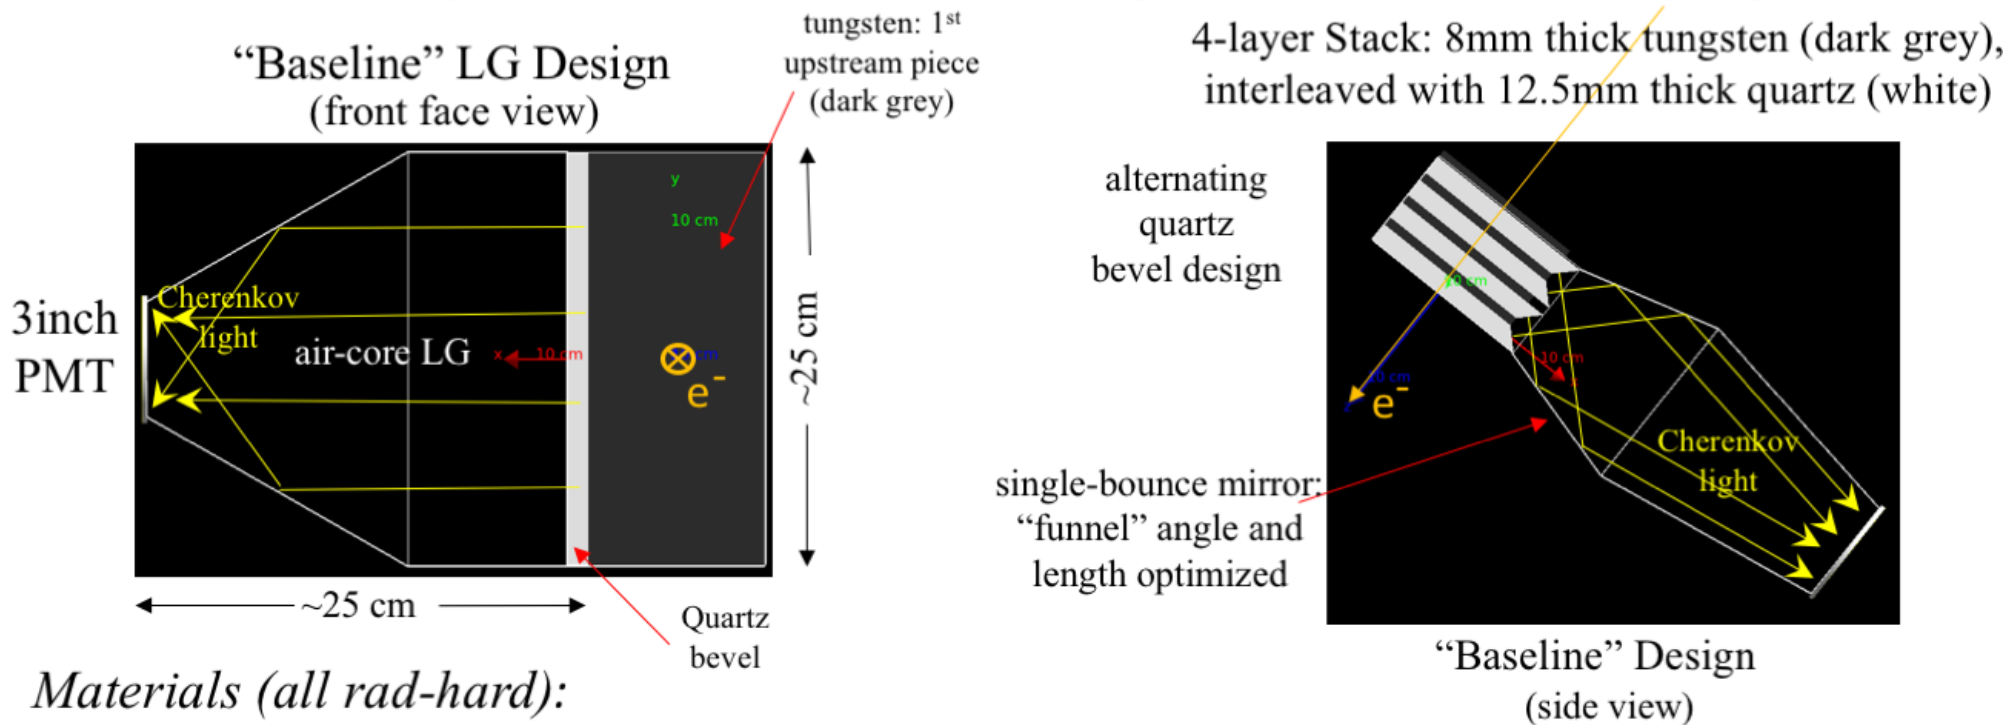 “Baseline” LG Design
(front face view)
tungsten: 1st
upstream piece
(dark grey)
y
10 cm
Cherenkov
light
3inch
PMT
air-core LG
x
10 cm
cm
e-
~25 cm
~25 cm
Quartz
bevel
Materials (all rad-hard):
4-layer Stack: 8mm thick tungsten (dark grey),
interleaved with 12.5mm thick quartz (white)
alternating
quartz
bevel design
10 cm
10 cm
10 cm
e-
Cherenkov
light
single-bounce mirror:
“funnel” angle and
length optimized
“Baseline” Design
(side view)